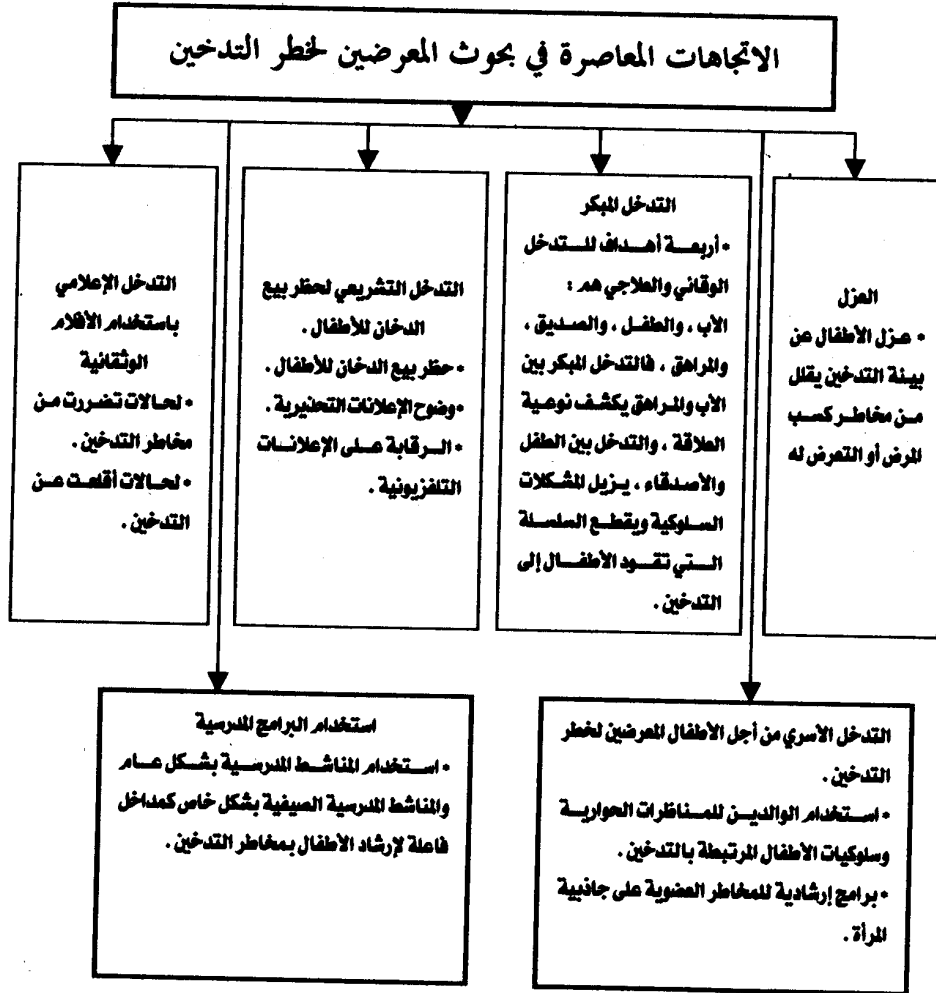 الاتجاهات المعاصرة في بحوث المعرضين لخطر التدخين
العزل
• عزل الأطفال عن
بيئة التدخين يقلل
من مخاطر كسب
المرض أو التعرض له
التدخل المبكر
• أربعة أهداف للتدخل
الوقائي والعلاجي هم :
الأب ، والطفل ، والصديق ،
والمراهق ، فالتدخل المبكر بين
الأب والمراهق يكشف نوعية
العلاقة ، والتدخل بين الطفل
والأصدقاء ، يزيل المشكلات
السلوكية ويقطع السلسلة
التي تقود الأطفال إلى
التدخين .
التدخل التشريعي لحظر بيع
الدخان للأطفال .
• حظر بيع الدخان للأطفال .
• وضوح الإعلانات التحذيرية .
• الرقابة على الإعلانات
التلفزيونية .
التدخل الإعلامي
باستخدام الأفلام
الوثقائية
• لحالات تضررت من
مخاطر التدخين .
• لحالات أقلعت عن
التدخين .
التدخل الأسري من أجل الأطفال المعرضين لخطر
التدخين .
• استخدام الوالدين للمناظرات الحوارية
وسلوكيات الأطفال المرتبطة بالتدخين .
• برامج إرشادية للمخاطر العضوية على جاذبية
المرأة .
استخدام البرامج المدرسية
• استخدام المناشط المدرسية بشكل عام
والمناشط المدرسية الصيفية بشكل خاص كمداخل
فاعلة لإرشاد الأطفال بمخاطر التدخين .